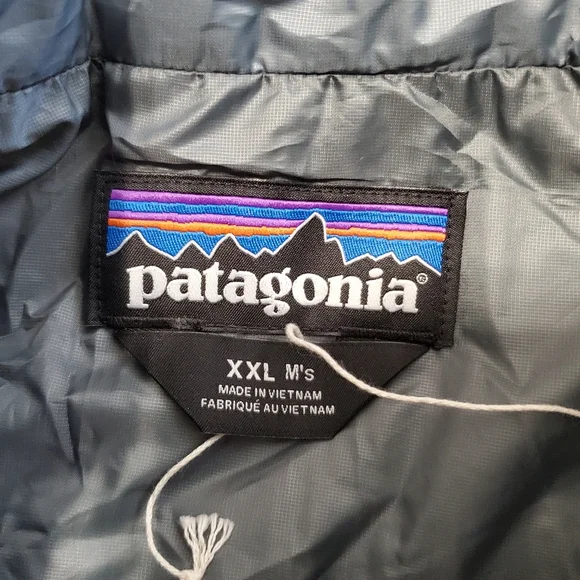 patagonia®
XXL M's
MADE IN VIETNAM
FABRIQUÉ AU VIETNAM